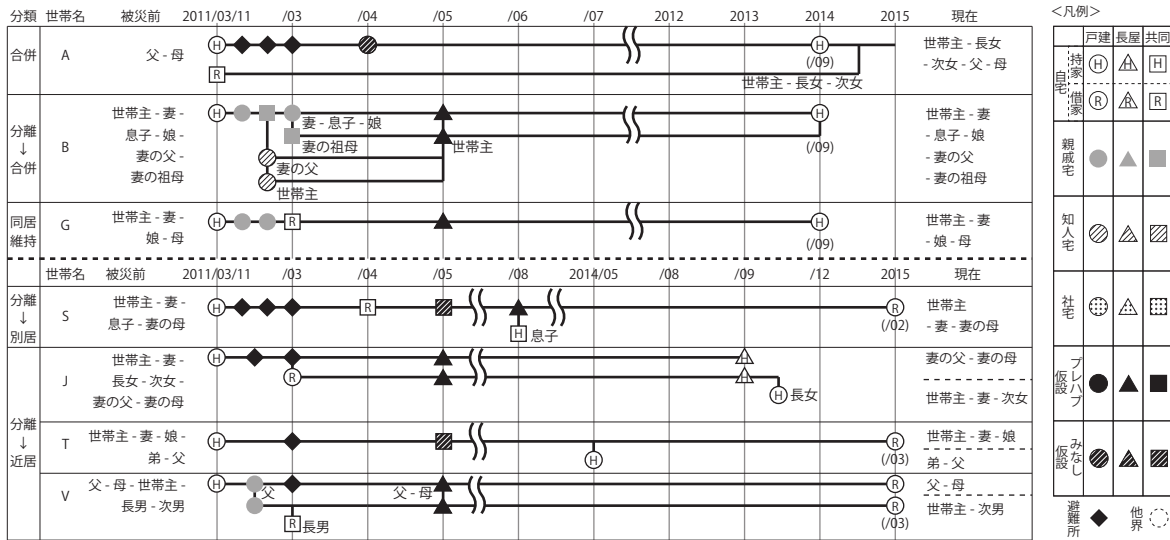 分類 世帯名 被災前 2011/03/11 /03 /04 /05 /06 /07 2012 2013 2014 2015 現在
合併 A 父 - 母 H R H (/09) 世帯主 - 長女 - 次女 世帯主 - 長女
- 次女 - 父 - 母
分離
↓
合併
B
世帯主 - 妻 -
息子 - 娘 -
妻の父 -
妻の祖母
H
妻 - 息子 - 娘
妻の祖母
妻の父
世帯主
世帯主
H
(/09)
世帯主 - 妻
- 息子 - 娘
- 妻の父
- 妻の祖母
同居
維持
G
世帯主 - 妻 -
娘 - 母
H R H
(/09)
世帯主 - 妻
- 娘 - 母
世帯名 被災前 2011/03/11 /03 /04 /05 /08 2014/05 /08 /09 /12 2015 現在
分離
↓
別居
S
世帯主 - 妻 -
息子 - 妻の母
H R R
H 息子
(/02)
世帯主
- 妻 - 妻の母
分離
↓
近居
J
世帯主 - 妻 -
長女 - 次女 -
妻の父 - 妻の母
H H
R H
H 長女
妻の父 - 妻の母
世帯主 - 妻 - 次女
T
世帯主 - 妻 - 娘 -
弟 - 父
H R
H
(/03)
世帯主 - 妻 - 娘
弟 - 父
V
父 - 母 - 世帯主 -
長男 - 次男
H 父 父 - 母 R
R 長男
R
(/03)
父 - 母
世帯主 - 次男
<凡例>
戸建 長屋 共同
自宅
持家 H H H
借家 R R R
親戚宅
知人宅
社宅
プレハブ
仮設
みなし
仮設
避難所
他界